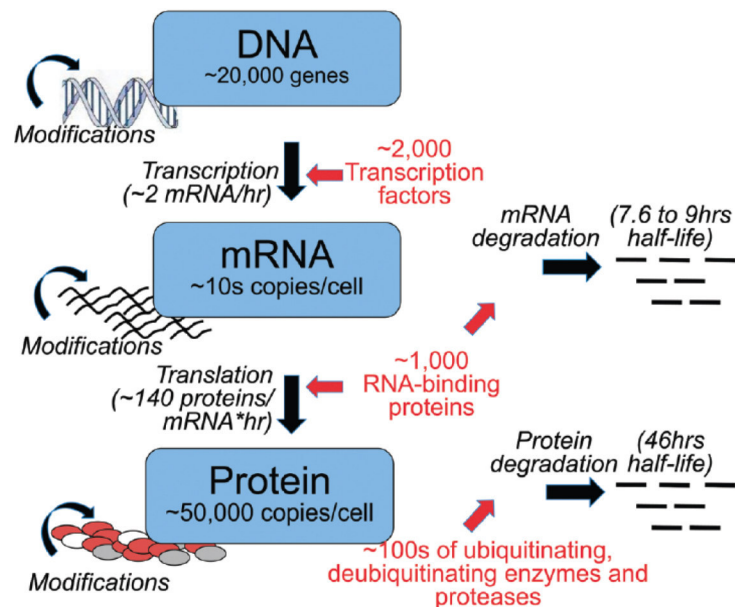 DNA
~20,000 genes
Modifications
Transcription
(~2 mRNA/hr)
~2,000
Transcription
factors
mRNA
degradation
(7.6 to 9hrs
half-life)
mRNA
~10s copies/cell
Modifications
Translation
(~140 proteins/
mRNA*hr)
~1,000
RNA-binding
proteins
Protein
degradation
(46hrs
half-life)
Protein
~50,000 copies/cell
Modifications
~100s of ubiquitinating,
deubiquitinating enzymes and
proteases